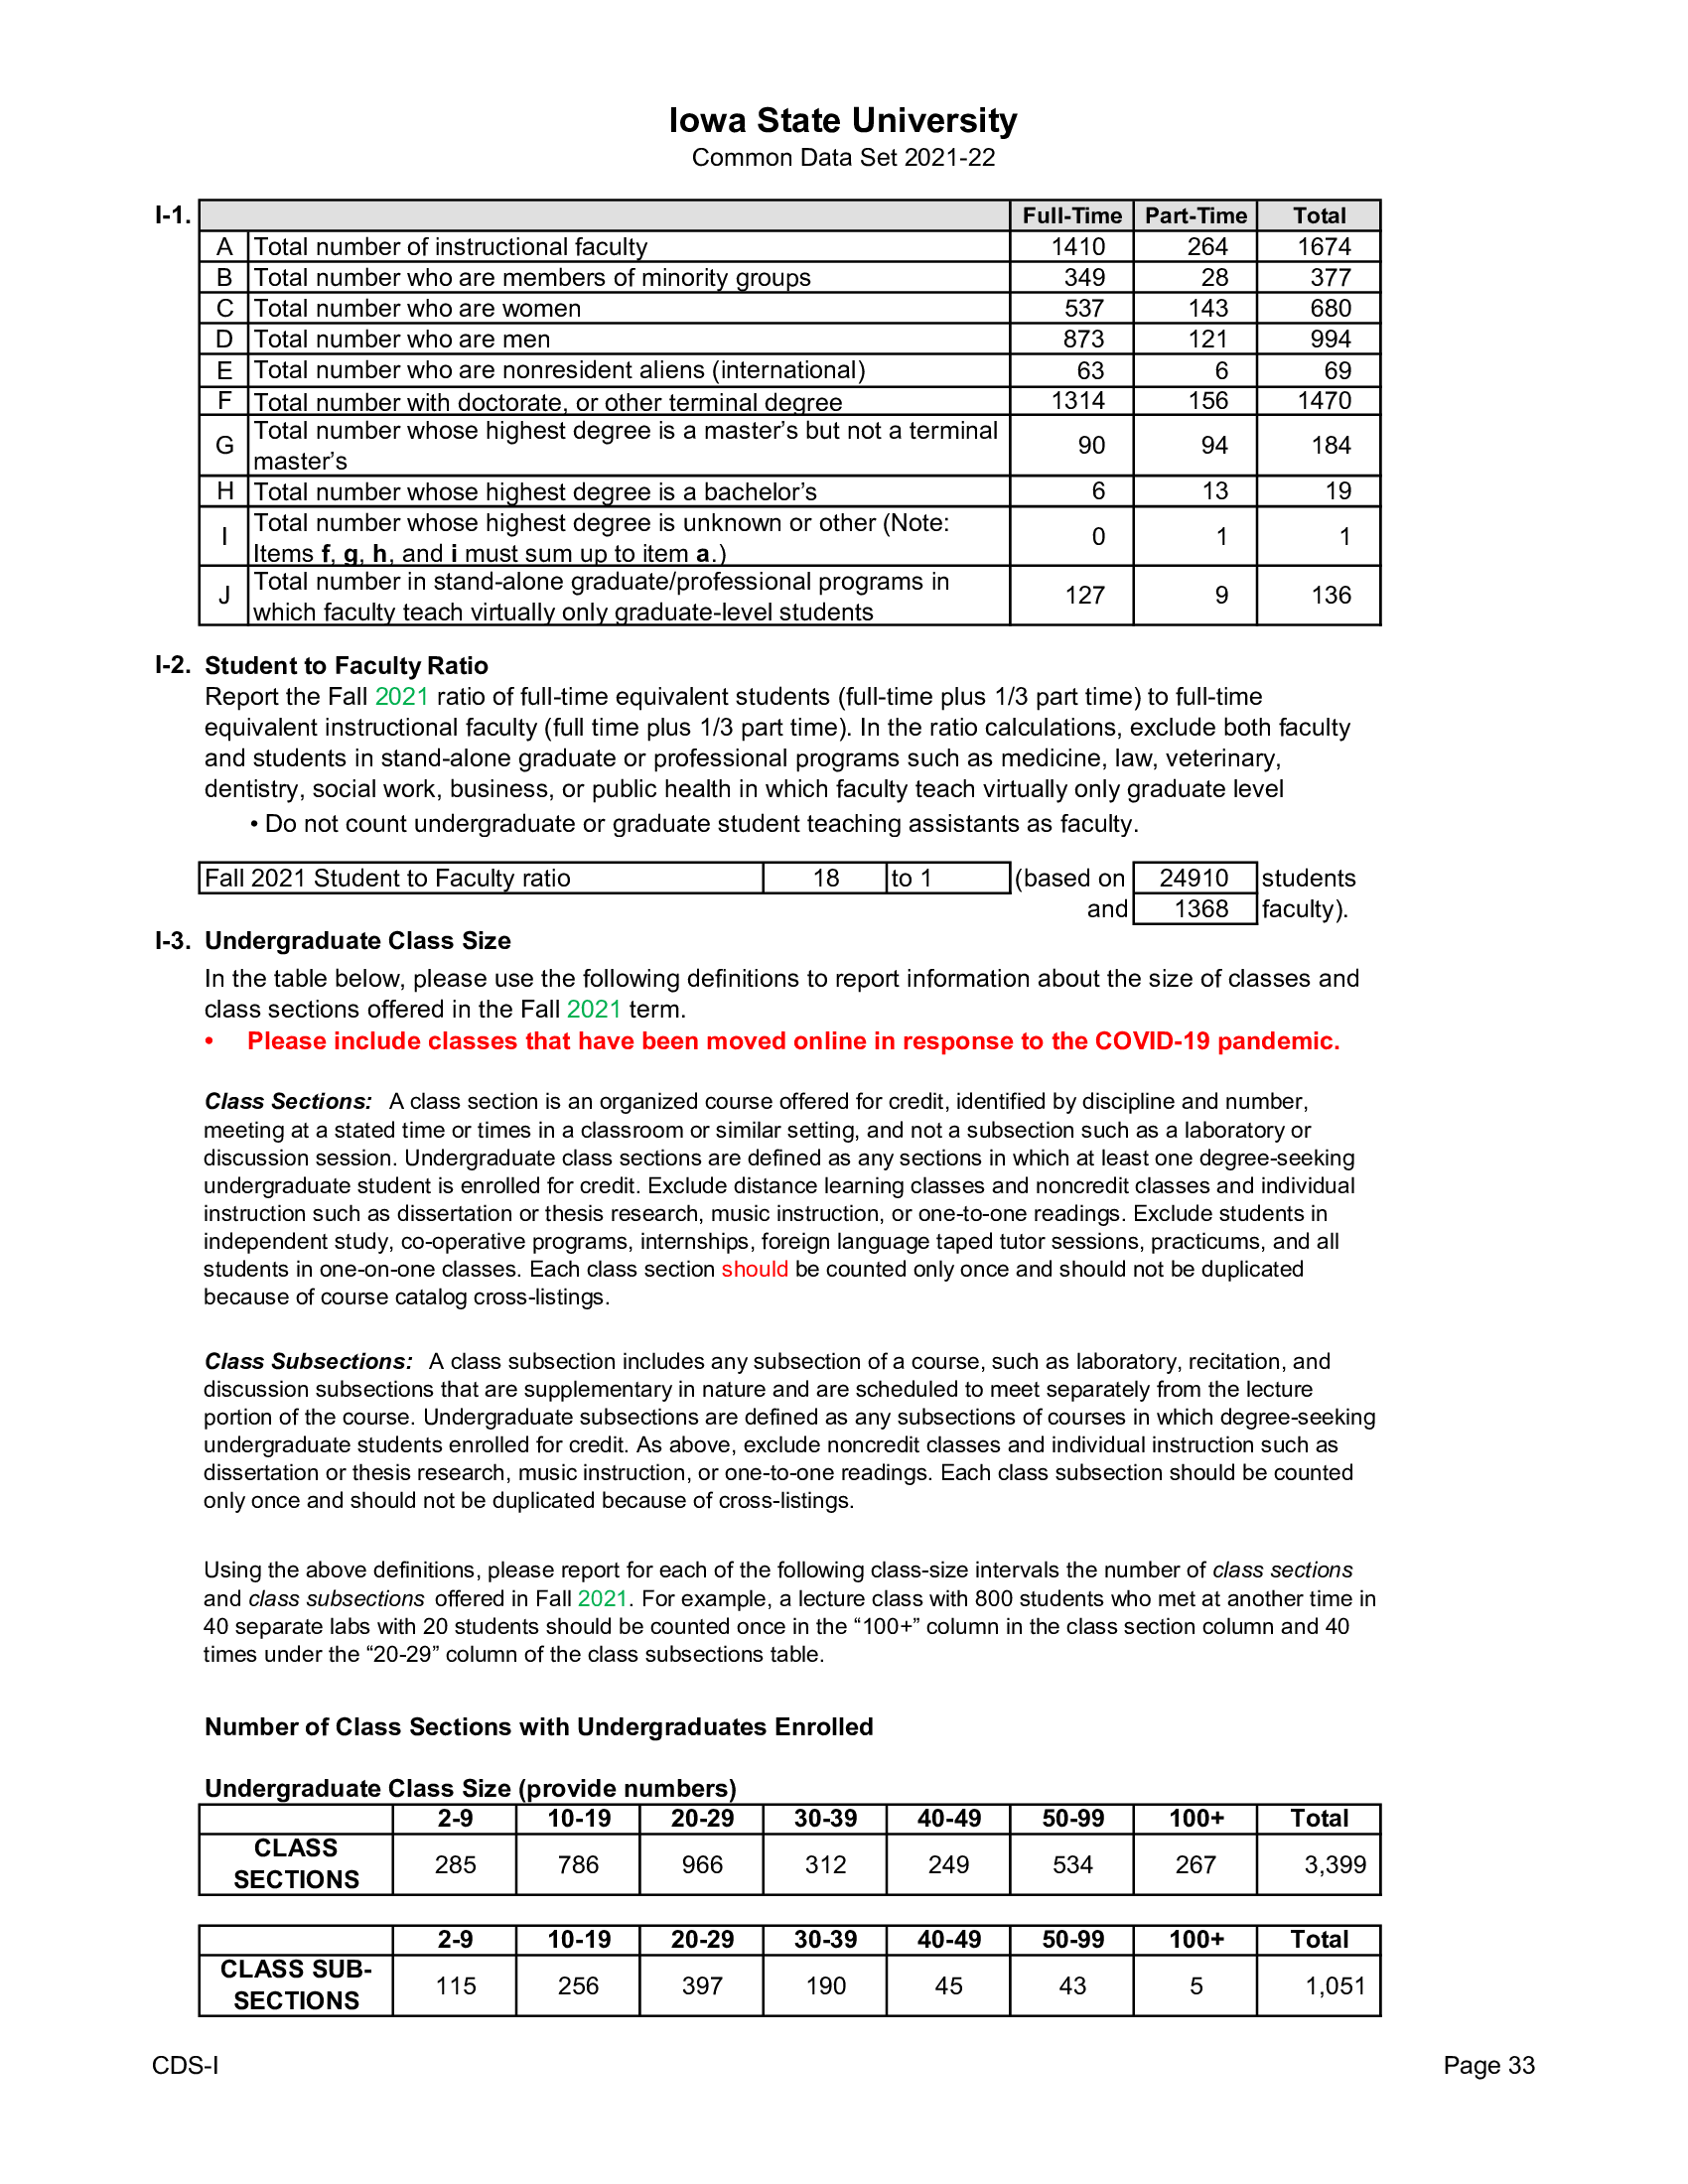 Iowa State University
Common Data Set 2021-22
I-1. Full-Time Part-Time Total
A Total number of instructional faculty 1410 264 1674
B Total number who are members of minority groups 349 28 377
C Total number who are women 537 143 680
D Total number who are men 873 121 994
E Total number who are nonresident aliens (international) 63 6 69
F Total number with doctorate, or other terminal degree 1314 156 1470
G Total number whose highest degree is a master’s but not a terminal
master’s 90 94 184
H Total number whose highest degree is a bachelor’s 6 13 19
I Total number whose highest degree is unknown or other (Note:
Items f, g, h, and i must sum up to item a.) 0 1 1
J Total number in stand-alone graduate/professional programs in
which faculty teach virtually only graduate-level students 127 9 136
I-2. Student to Faculty Ratio
Report the Fall 2021 ratio of full-time equivalent students (full-time plus 1/3 part time) to full-time
equivalent instructional faculty (full time plus 1/3 part time). In the ratio calculations, exclude both faculty
and students in stand-alone graduate or professional programs such as medicine, law, veterinary,
dentistry, social work, business, or public health in which faculty teach virtually only graduate level
• Do not count undergraduate or graduate student teaching assistants as faculty.
Fall 2021 Student to Faculty ratio 18 to 1 (based on 24910 students
and 1368 faculty).
I-3. Undergraduate Class Size
In the table below, please use the following definitions to report information about the size of classes and
class sections offered in the Fall 2021 term.
• Please include classes that have been moved online in response to the COVID-19 pandemic.
Class Sections: A class section is an organized course offered for credit, identified by discipline and number,
meeting at a stated time or times in a classroom or similar setting, and not a subsection such as a laboratory or
discussion session. Undergraduate class sections are defined as any sections in which at least one degree-seeking
undergraduate student is enrolled for credit. Exclude distance learning classes and noncredit classes and individual
instruction such as dissertation or thesis research, music instruction, or one-to-one readings. Exclude students in
independent study, co-operative programs, internships, foreign language taped tutor sessions, practicums, and all
students in one-on-one classes. Each class section should be counted only once and should not be duplicated
because of course catalog cross-listings.
Class Subsections: A class subsection includes any subsection of a course, such as laboratory, recitation, and
discussion subsections that are supplementary in nature and are scheduled to meet separately from the lecture
portion of the course. Undergraduate subsections are defined as any subsections of courses in which degree-seeking
undergraduate students enrolled for credit. As above, exclude noncredit classes and individual instruction such as
dissertation or thesis research, music instruction, or one-to-one readings. Each class subsection should be counted
only once and should not be duplicated because of cross-listings.
Using the above definitions, please report for each of the following class-size intervals the number of class sections
and class subsections offered in Fall 2021. For example, a lecture class with 800 students who met at another time in
40 separate labs with 20 students should be counted once in the “100+” column in the class section column and 40
times under the “20-29” column of the class subsections table.
Number of Class Sections with Undergraduates Enrolled
Undergraduate Class Size (provide numbers)
2-9 10-19 20-29 30-39 40-49 50-99 100+ Total
CLASS
SECTIONS 285 786 966 312 249 534 267 3,399
2-9 10-19 20-29 30-39 40-49 50-99 100+ Total
CLASS SUB-
SECTIONS 115 256 397 190 45 43 5 1,051
CDS-I Page 33